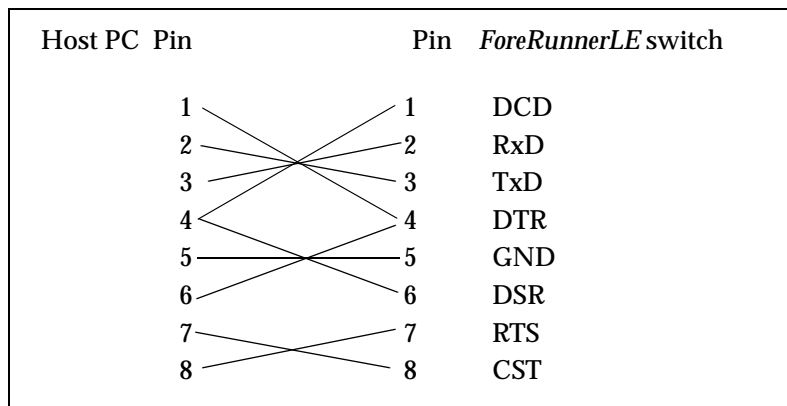 Host PC Pin Pin ForeRunnerLE switch
1 1 DCD
2 2 RxD
3 3 TxD
4 4 DTR
5 5 GND
6 6 DSR
7 7 RTS
8 8 CST